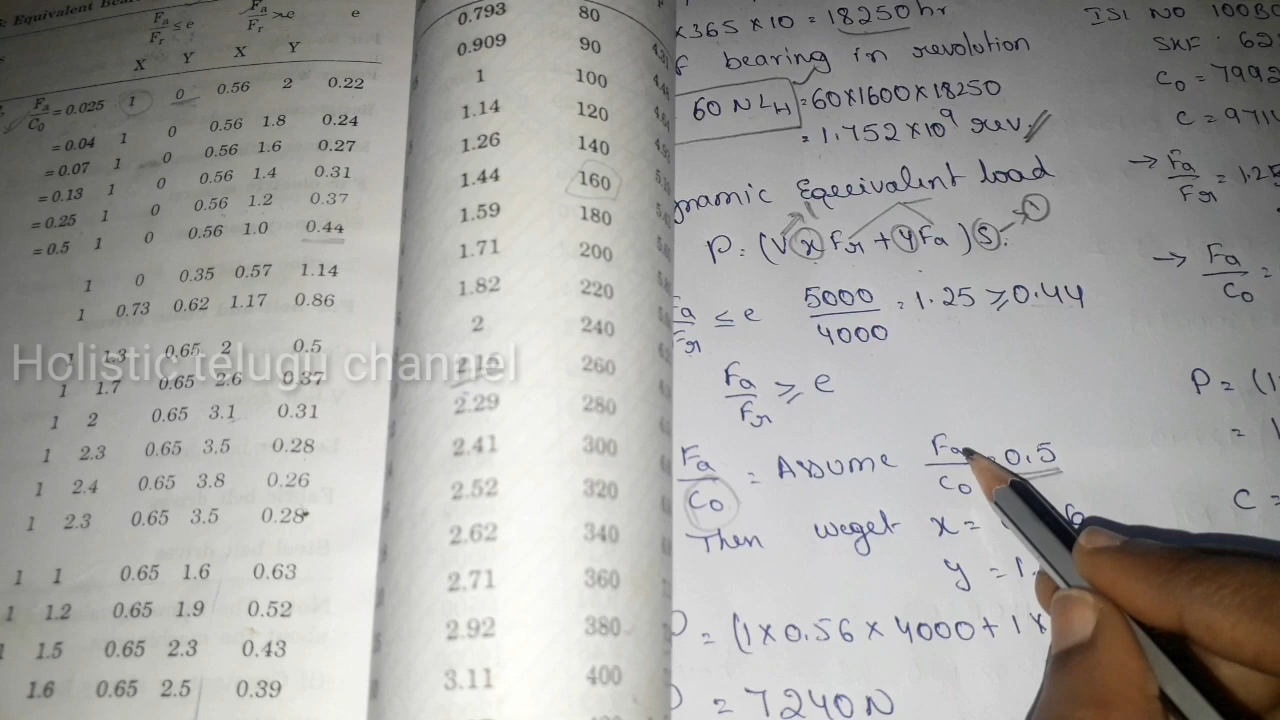 Equivalent
Fa/Fr ≤ e Fa/Fr > e e
X Y X Y
Fa/C0 = 0.025 1 0 0.56 2 0.22
= 0.04 1 0 0.56 1.8 0.24
= 0.07 1 0 0.56 1.6 0.27
= 0.13 1 0 0.56 1.4 0.31
= 0.25 1 0 0.56 1.2 0.37
= 0.5 1 0 0.56 1.0 0.44
1 0 0.35 0.57 1.14
1 0.73 0.62 1.17 0.86
1 1.3 0.65 2 0.5
1 1.7 0.65 2.6 0.37
1 2 0.65 3.1 0.31
1 2.3 0.65 3.5 0.28
1 2.4 0.65 3.8 0.26
1 2.3 0.65 3.5 0.28
1 1 0.65 1.6 0.63
1 1.2 0.65 1.9 0.52
1 1.5 0.65 2.3 0.43
1.6 0.65 2.5 0.39
Holistic telugu channel
0.793 80
0.909 90
1 100
1.14 120
1.26 140
1.44 160
1.59 180
1.71 200
1.82 220
2 240
260
2.29 280
2.41 300
2.52 320
2.62 340
2.71 360
2.92 380
3.11 400
×365×10 = 18250 hr
bearing in revolution
60 N LH = 60×1600×18250
= 1.752×10⁹ rev
Equivalent load
P = (V x Fr + y Fa) S → 1
Fa/Fr ≤ e 5000/4000 = 1.25 ≥ 0.44
Fa/Fr ≥ e
Fa/C0 = Assume Fa/C0 = 0.5
Then we get x =
y = 1.
= (1×0.56×4000+1×
= 7240N
ISI NO
SKF
C0 =
C =
→ Fa/Fr =
→ Fa/C0 =
P =
=
C =